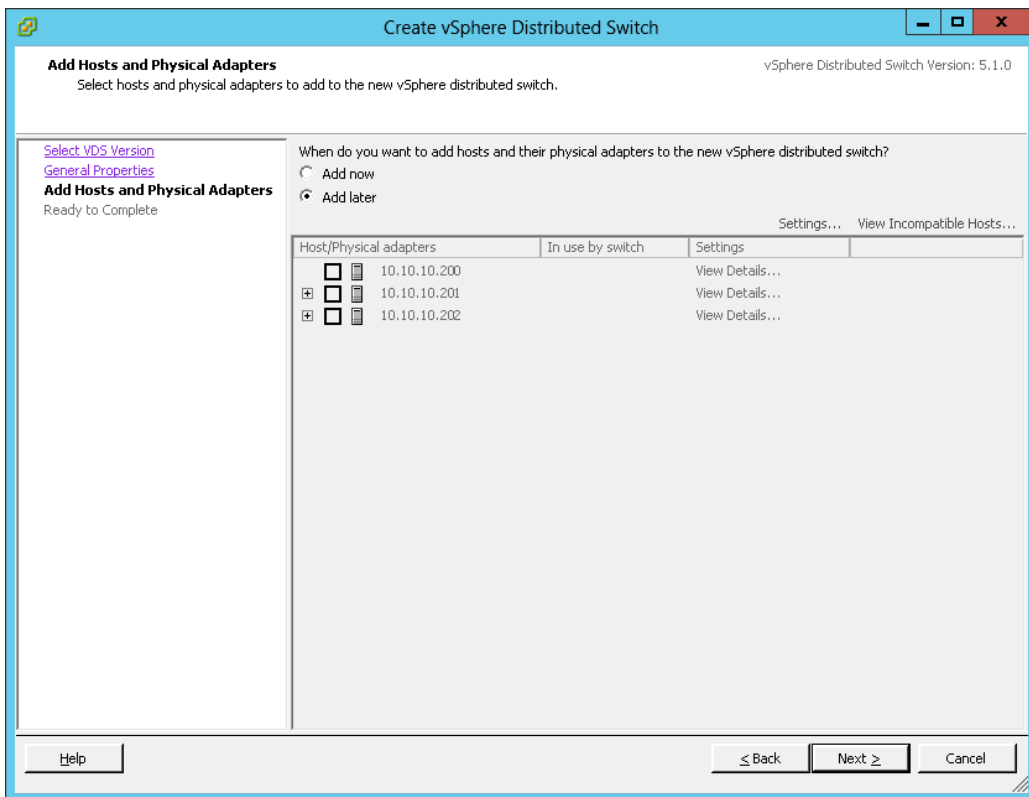 Create vSphere Distributed Switch
x
Add Hosts and Physical Adapters
vSphere Distributed Switch Version: 5.1.0
Select hosts and physical adapters to add to the new vSphere distributed switch.
Select VDS Version
General Properties
Add Hosts and Physical Adapters
Ready to Complete
When do you want to add hosts and their physical adapters to the new vSphere distributed switch?
Add now
Add later
Settings... View Incompatible Hosts...
Host/Physical adapters In use by switch Settings
10.10.10.200 View Details...
10.10.10.201 View Details...
10.10.10.202 View Details...
Help
< Back Next > Cancel